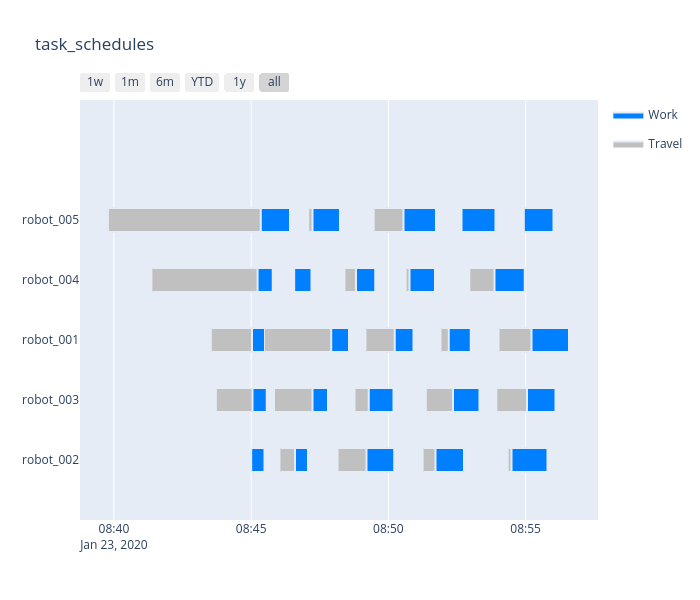 task_schedules
1w 1m 6m YTD 1y all
Work
Travel
robot_005
robot_004
robot_001
robot_003
robot_002
08:40 08:45 08:50 08:55
Jan 23, 2020